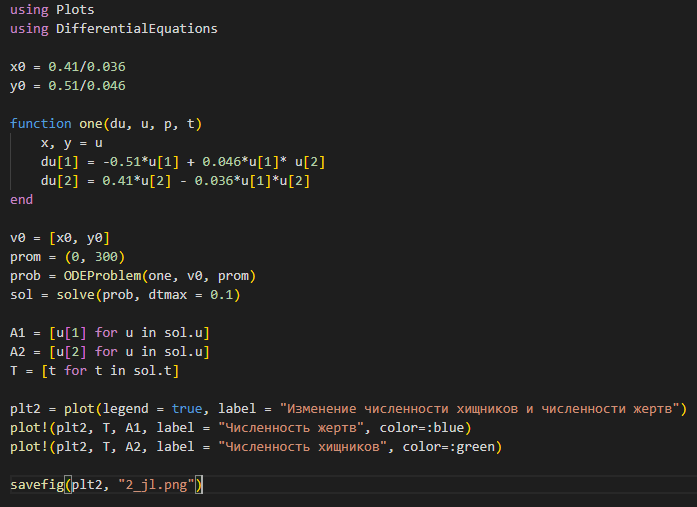 using Plots
using DifferentialEquations
x0 = 0.41/0.036
y0 = 0.51/0.046
function one(du, u, p, t)
x, y = u
du[1] = -0.51*u[1] + 0.046*u[1]* u[2]
du[2] = 0.41*u[2] - 0.036*u[1]*u[2]
end
v0 = [x0, y0]
prom = (0, 300)
prob = ODEProblem(one, v0, prom)
sol = solve(prob, dtmax = 0.1)
A1 = [u[1] for u in sol.u]
A2 = [u[2] for u in sol.u]
T = [t for t in sol.t]
plt2 = plot(legend = true, label = "Изменение численности хищников и численности жертв")
plot!(plt2, T, A1, label = "Численность жертв", color=:blue)
plot!(plt2, T, A2, label = "Численность хищников", color=:green)
savefig(plt2, "2_jl.png")